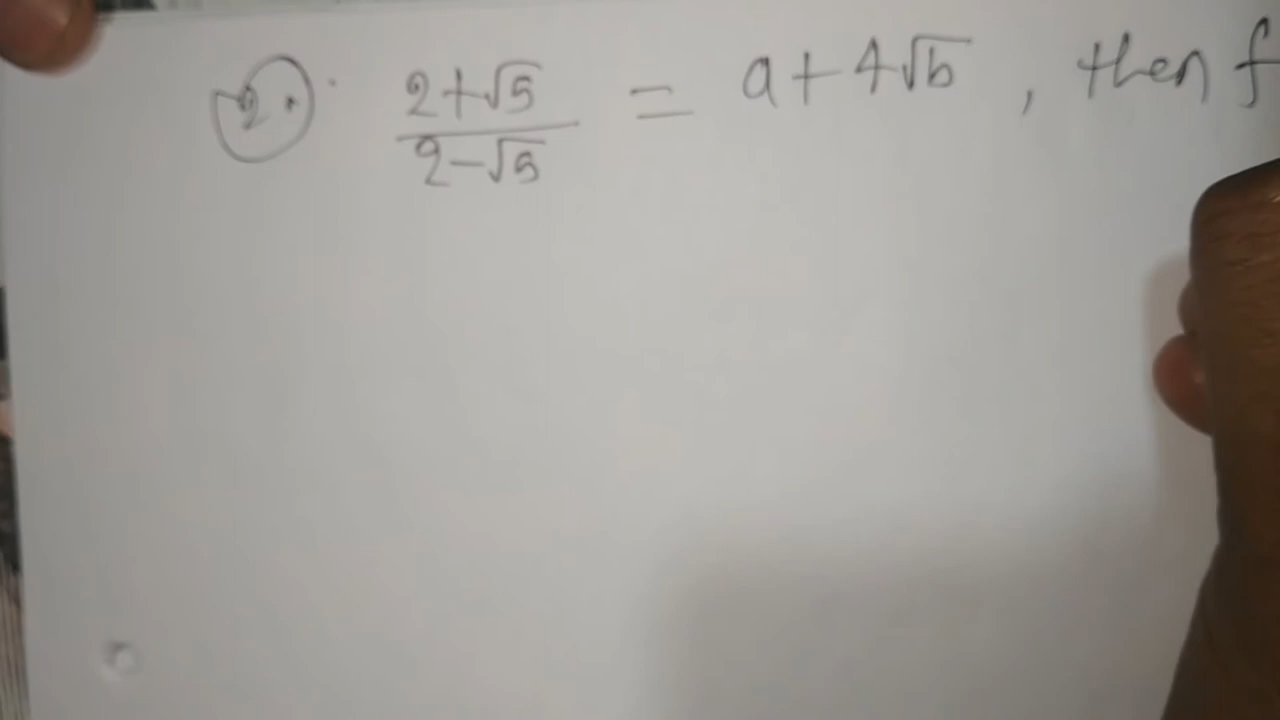 2. 2+√5 / 2-√5 = a+4√b, then f